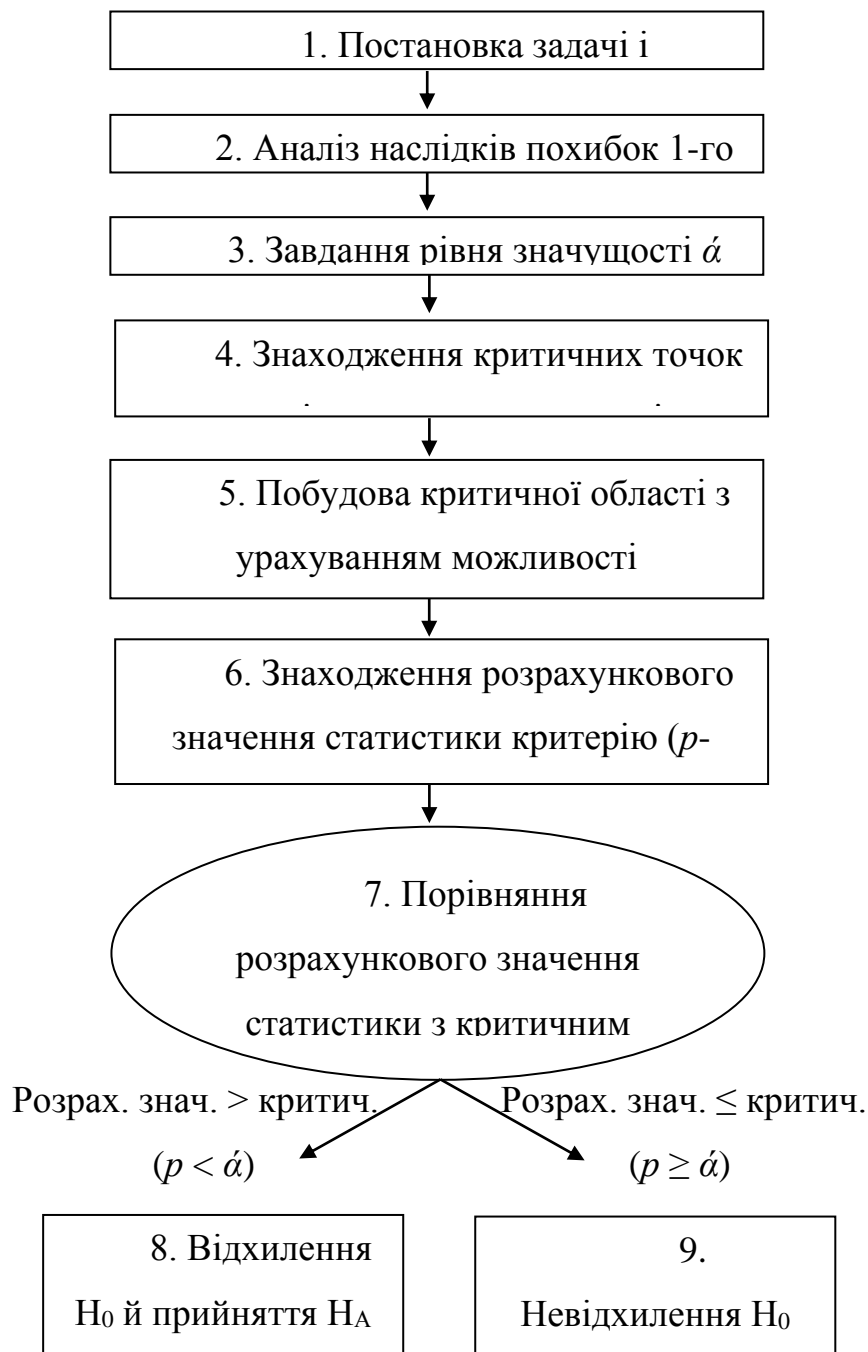 1. Постановка задачі і
2. Аналіз наслідків похибок 1-го
3. Завдання рівня значущості ά
4. Знаходження критичних точок
5. Побудова критичної області з
урахуванням можливості
6. Знаходження розрахункового
значення статистики критерію (p-
7. Порівняння
розрахункового значення
статистики з критичним
Розрах. знач. > критич.
(p < ά)
Розрах. знач. ≤ критич.
(p ≥ ά)
8. Відхилення
H₀ й прийняття H_A
9.
Невідхилення H₀